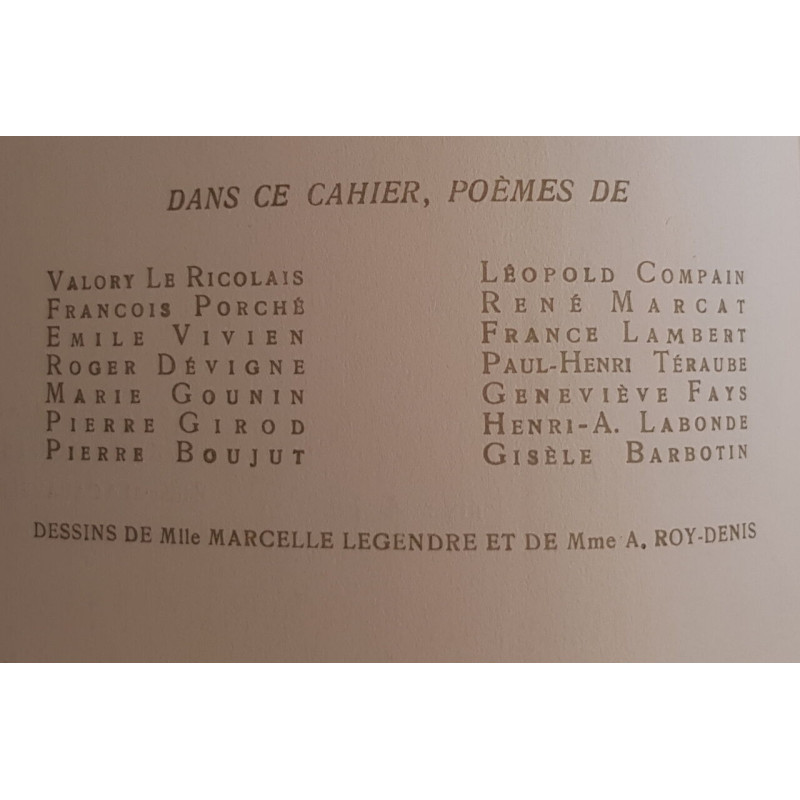 DANS CE CAHIER, POÈMES DE
VALORY LE RICOLAIS
FRANCOIS PORCHÉ
EMILE VIVIEN
ROGER DÉVIGNE
MARIE GOUNIN
PIERRE GIROD
PIERRE BOUJUT
LÉOPOLD COMPAIN
RENÉ MARCAT
FRANCE LAMBERT
PAUL-HENRI TÉRAUBE
GENEVIÈVE FAYS
HENRI-A. LABONDE
GISÈLE BARBOTIN
DESSINS DE Mlle MARCELLE LEGENDRE ET DE Mme A. ROY-DENIS